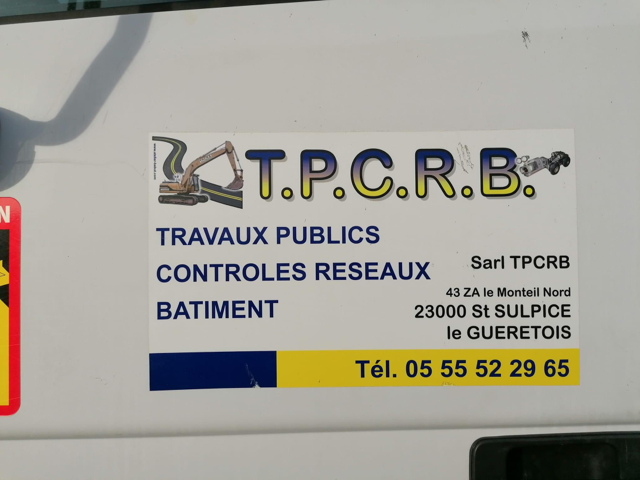 T.P.C.R.B.
TRAVAUX PUBLICS
CONTROLES RESEAUX
BATIMENT
Sarl TPCRB
43 ZA le Monteil Nord
23000 St SULPICE
le GUERETOIS
Tél. 05 55 52 29 65
N